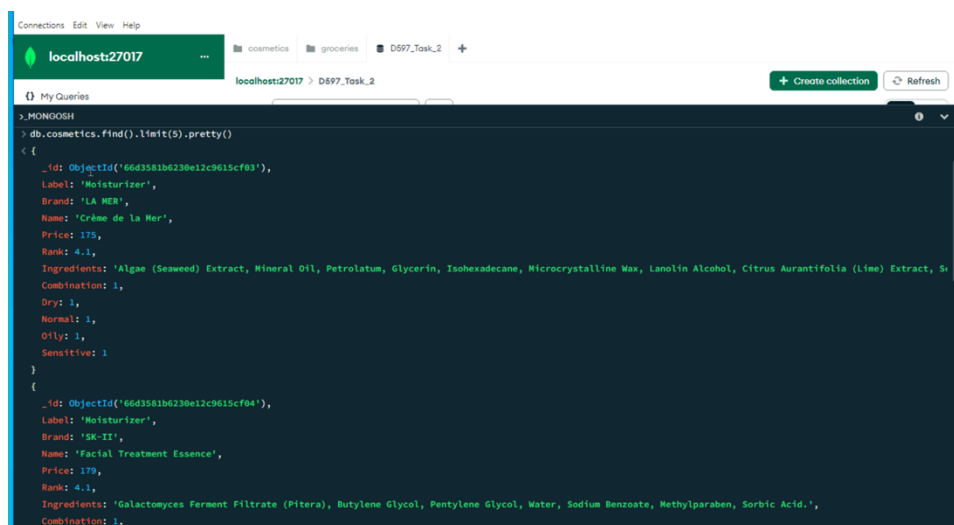 Connections Edit View Help
localhost:27017 ...
cosmetics groceries D597_Task_2 +
localhost:27017 > D597_Task_2
+ Create collection Refresh
{} My Queries
>_MONGOSH
> db.cosmetics.find().limit(5).pretty()
< {
_id: ObjectId('66d3581b6230e12c9615cf03'),
Label: 'Moisturizer',
Brand: 'LA MER',
Name: 'Crème de la Mer',
Price: 175,
Rank: 4.1,
Ingredients: 'Algae (Seaweed) Extract, Mineral Oil, Petrolatum, Glycerin, Isohexadecane, Microcrystalline Wax, Lanolin Alcohol, Citrus Aurantifolia (Lime) Extract,
Combination: 1,
Dry: 1,
Normal: 1,
Oily: 1,
Sensitive: 1
}
{
_id: ObjectId('66d3581b6230e12c9615cf04'),
Label: 'Moisturizer',
Brand: 'SK-II',
Name: 'Facial Treatment Essence',
Price: 179,
Rank: 4.1,
Ingredients: 'Galactomyces Ferment Filtrate (Pitera), Butylene Glycol, Pentylene Glycol, Water, Sodium Benzoate, Methylparaben, Sorbic Acid.',
Combination: 1,